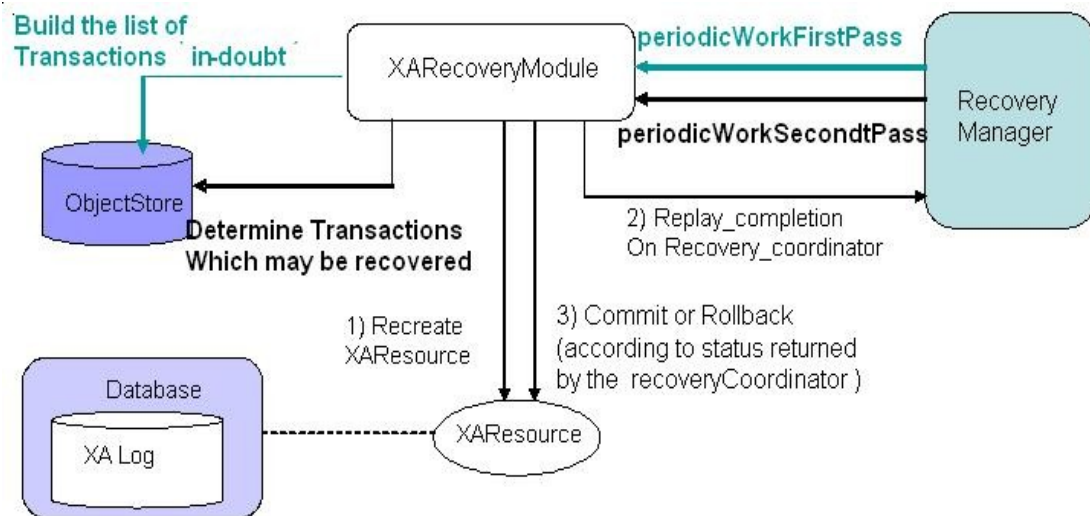 Build the list of
Transactions ` in-doubt`
XARecoveryModule
periodicWorkFirstPass
periodicWorkSecondtPass
Recovery
Manager
ObjectStore
Determine Transactions
Which may be recovered
2) Replay_completion
On Recovery_coordinator
1) Recreate
XAResource
3) Commit or Rollback
(according to status returned
by the recoveryCoordinator )
Database
XA Log
XAResource